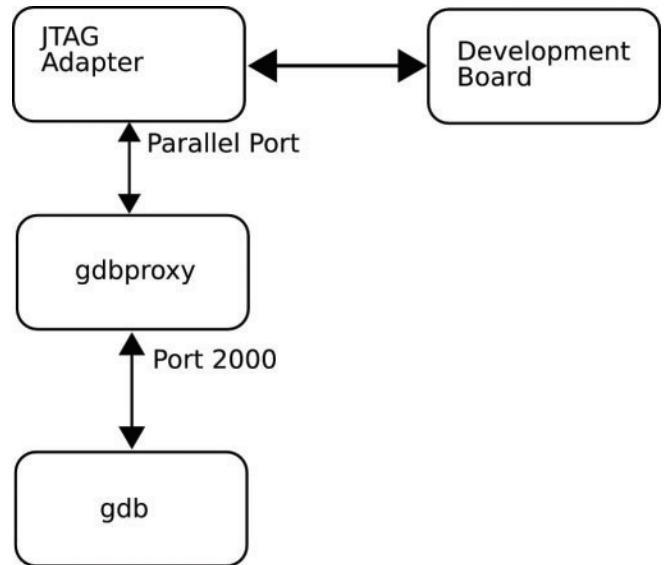 JTAG
Adapter
Development
Board
Parallel Port
gdbproxy
Port 2000
gdb